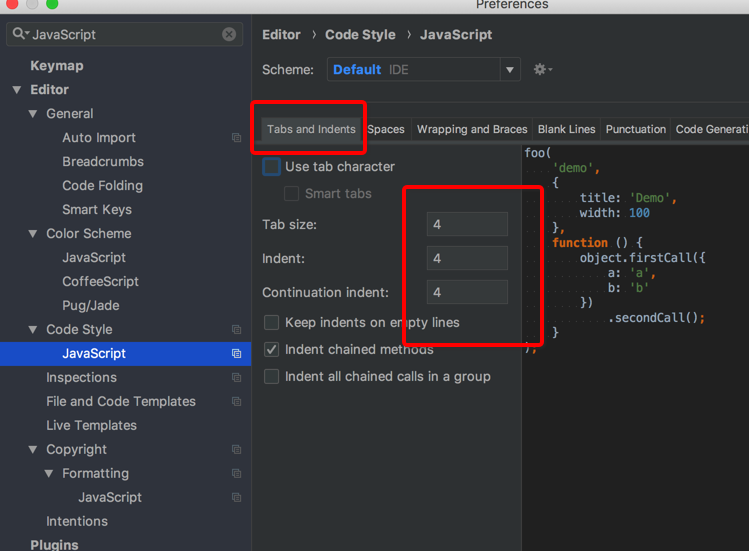 Preferences
JavaScript
Keymap
Editor
General
Auto Import
Breadcrumbs
Code Folding
Smart Keys
Color Scheme
JavaScript
CoffeeScript
Pug/Jade
Code Style
JavaScript
Inspections
File and Code Templates
Live Templates
Copyright
Formatting
JavaScript
Intentions
Plugins
Editor › Code Style › JavaScript
Scheme: Default IDE
Tabs and Indents Spaces Wrapping and Braces Blank Lines Punctuation Code Generati
Use tab character
Smart tabs
Tab size: 4
Indent: 4
Continuation indent: 4
Keep indents on empty lines
Indent chained methods
Indent all chained calls in a group
foo(
'demo',
{
title: 'Demo',
width: 100
},
function () {
object.firstCall({
a: 'a',
b: 'b'
})
.secondCall();
}
);